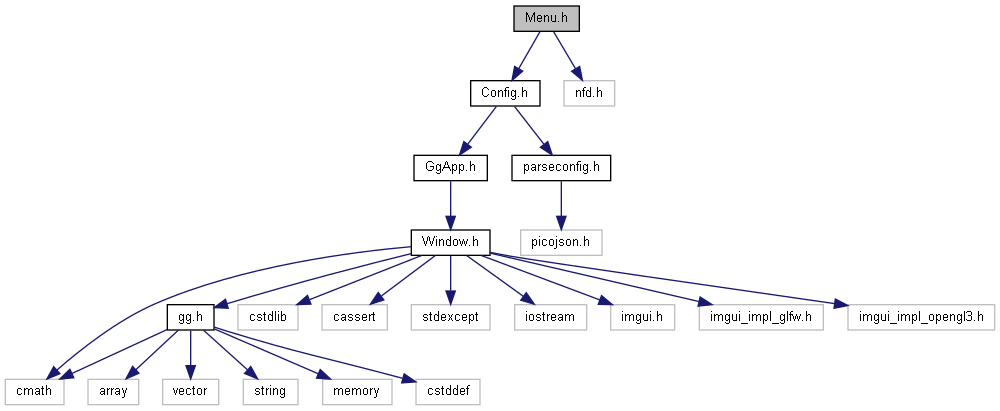 Menu.h
Config.h
nfd.h
GgApp.h
parseconfig.h
Window.h
picojson.h
gg.h
cstdlib
cassert
stdexcept
iostream
imgui.h
imgui_impl_glfw.h
imgui_impl_opengl3.h
cmath
array
vector
string
memory
cstddef